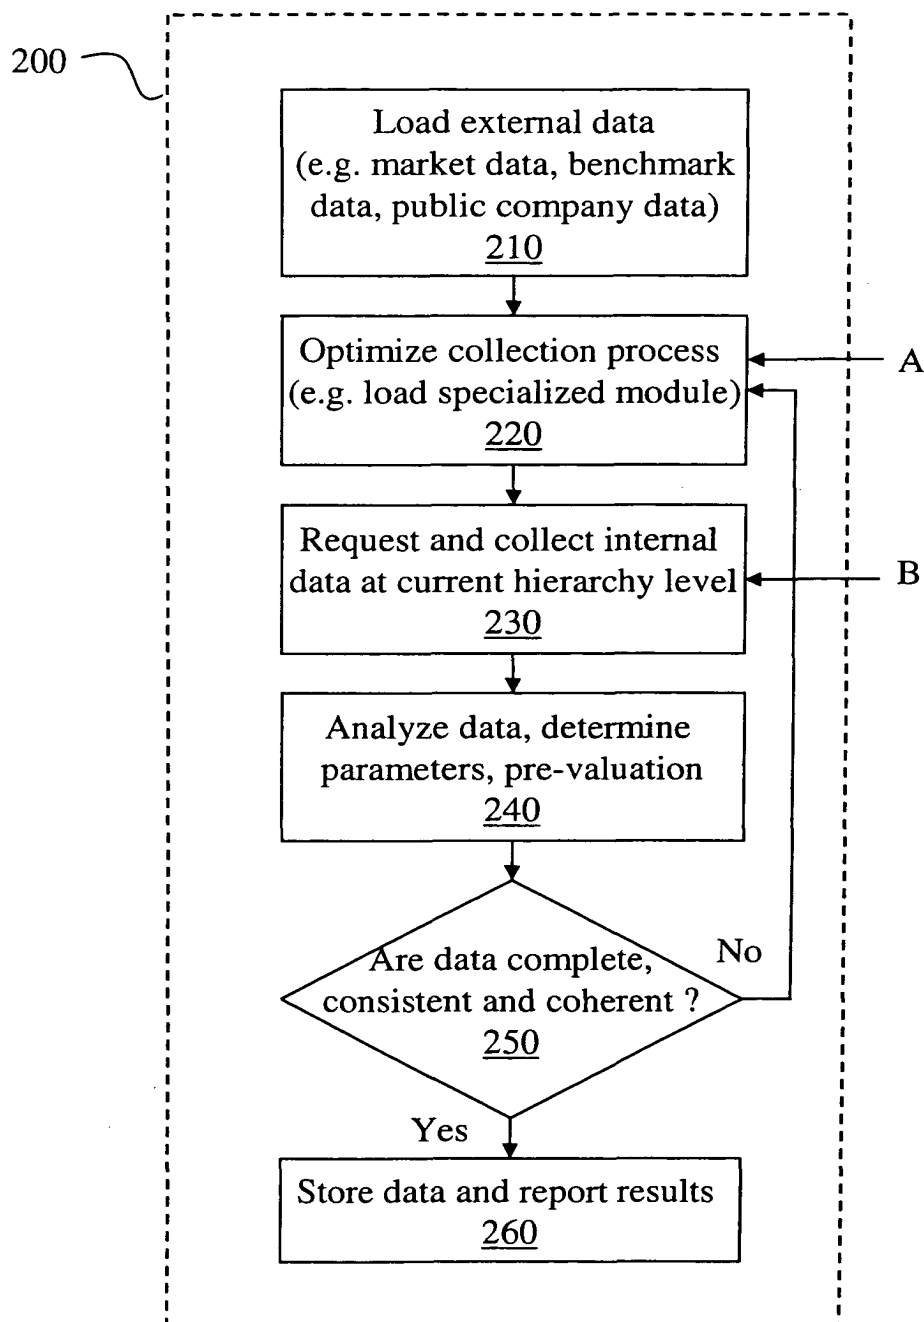 200
Load external data
(e.g. market data, benchmark
data, public company data)
210
Optimize collection process
(e.g. load specialized module)
220
A
Request and collect internal
data at current hierarchy level
230
B
Analyze data, determine
parameters, pre-valuation
240
Are data complete,
consistent and coherent ?
250
No
Yes
Store data and report results
260